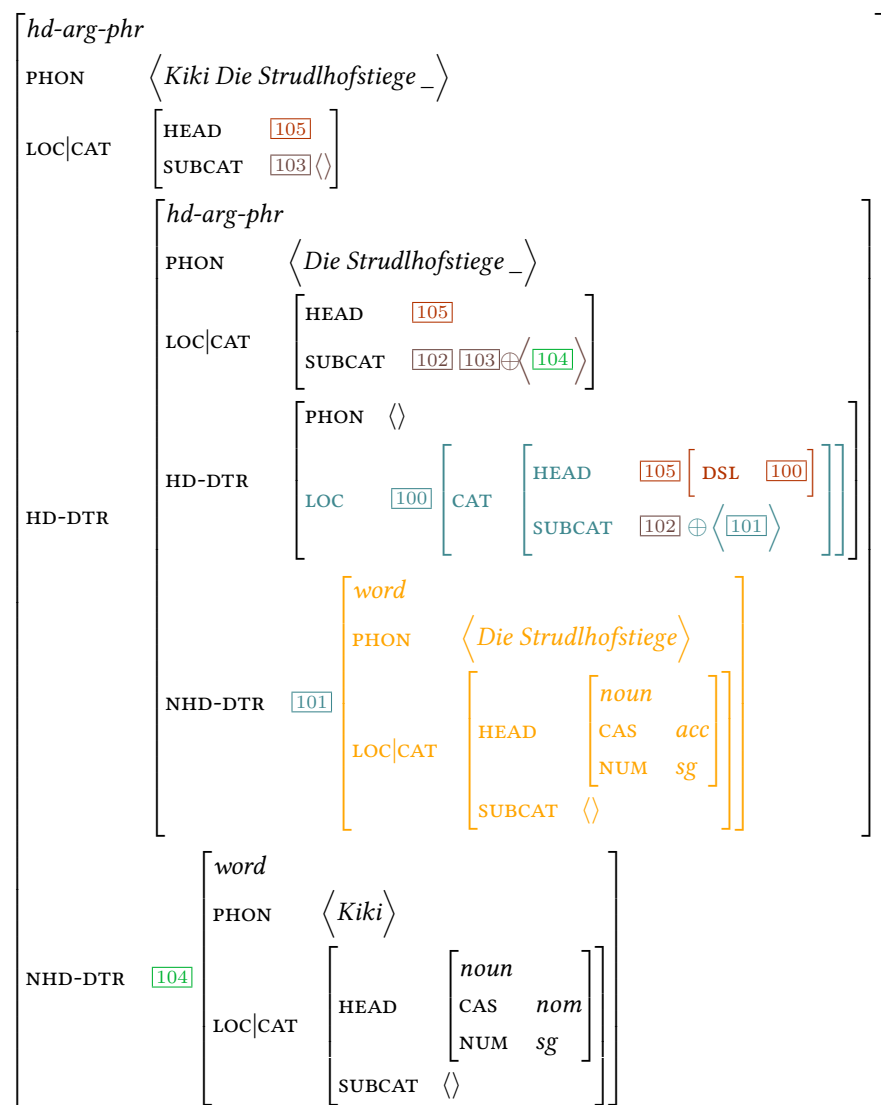 hd-arg-phr
PHON ⟨Kiki Die Strudlhofstiege _⟩
LOC|CAT
HEAD 105
SUBCAT 103 ⟨⟩
HD-DTR
hd-arg-phr
PHON ⟨Die Strudlhofstiege _⟩
LOC|CAT
HEAD 105
SUBCAT 102 103 ⊕ ⟨104⟩
HD-DTR
PHON ⟨⟩
LOC 100 [CAT
HEAD 105 [DSL 100]
SUBCAT 102 ⊕ ⟨101⟩
NHD-DTR 101
word
PHON ⟨Die Strudlhofstiege⟩
LOC|CAT
HEAD
noun
CAS acc
NUM sg
SUBCAT ⟨⟩
NHD-DTR 104
word
PHON ⟨Kiki⟩
LOC|CAT
HEAD
noun
CAS nom
NUM sg
SUBCAT ⟨⟩